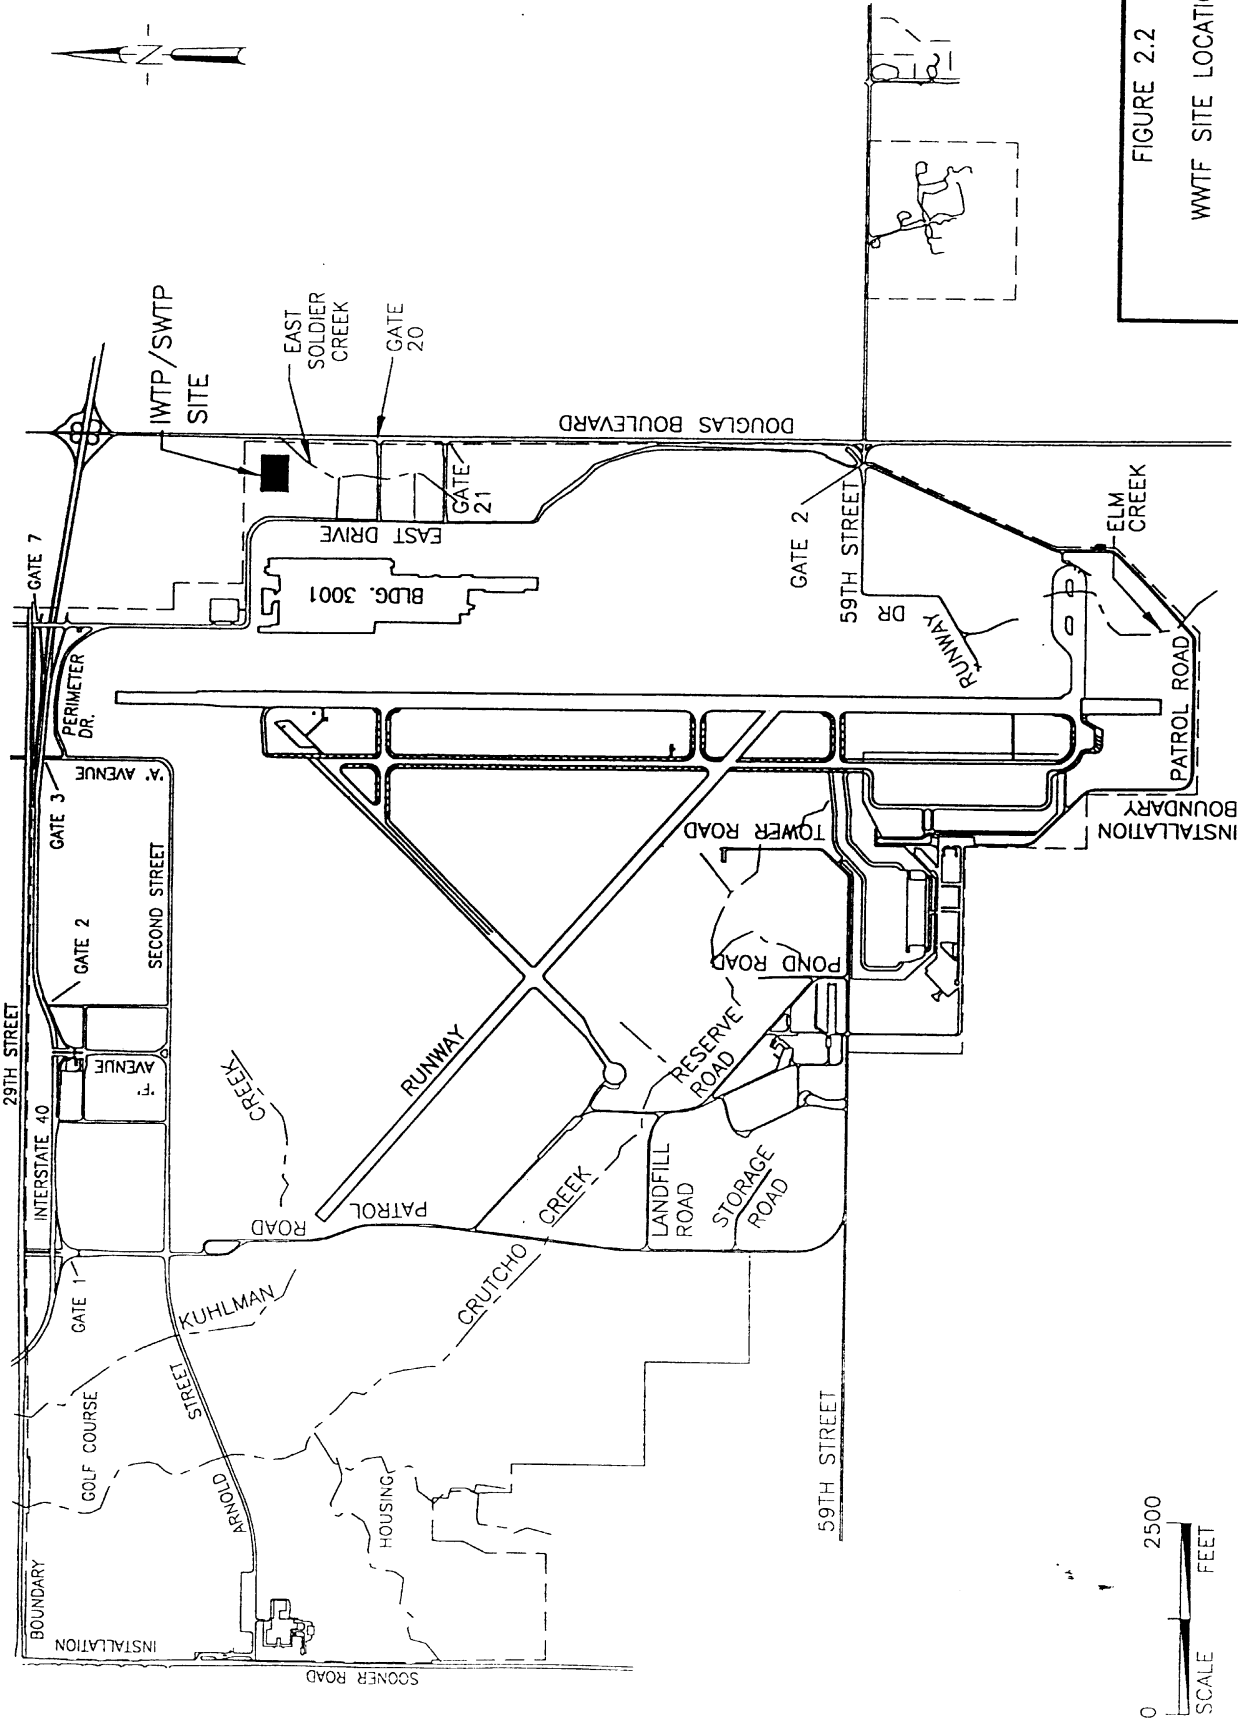 29TH STREET
INTERSTATE 40
BOUNDARY
INSTALLATION
GATE 1
GATE 2
GATE 3
GATE 7
PERIMETER
DR.
'A' AVENUE
'F'
AVENUE
SECOND STREET
GOLF COURSE
ARNOLD
STREET
SOONER ROAD
HOUSING
KUHLMAN
CREEK
CRUTCHO
CREEK
ROAD
PATROL
RUNWAY
LANDFILL
ROAD
STORAGE
ROAD
RESERVE
ROAD
POND ROAD
TOWER ROAD
59TH STREET
BLDG. 3001
EAST DRIVE
IWTP/SWTP
SITE
EAST
SOLDIER
CREEK
GATE
20
GATE
21
DOUGLAS BOULEVARD
GATE 2
59TH STREET
RUNWAY
DR
ELM
CREEK
PATROL ROAD
INSTALLATION
BOUNDARY
N
0
2500
SCALE
FEET
FIGURE 2.2
WWTF SITE